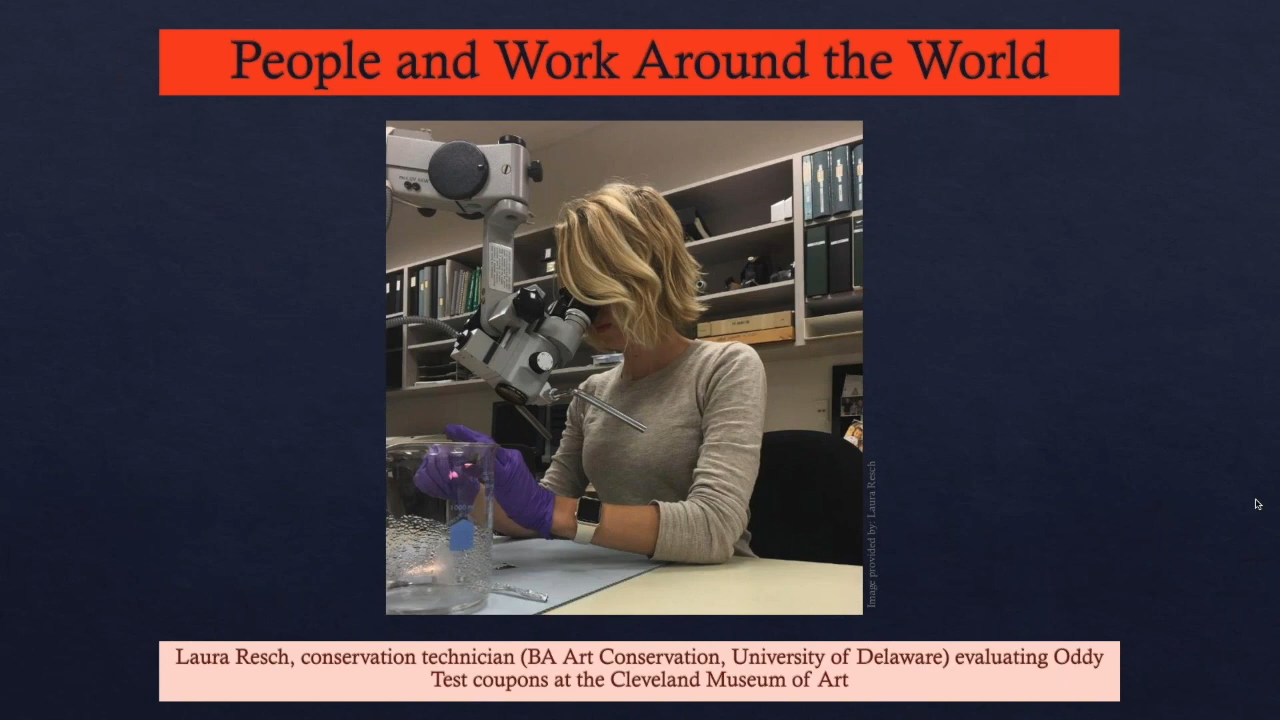 People and Work Around the World
Image provided by: Laura Resch
Laura Resch, conservation technician (BA Art Conservation, University of Delaware) evaluating Oddy
Test coupons at the Cleveland Museum of Art